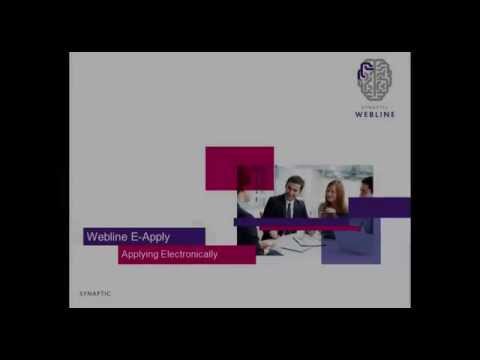 SYNAPTIC
WEBLINE
Webline E-Apply
Applying Electronically
SYNAPTIC